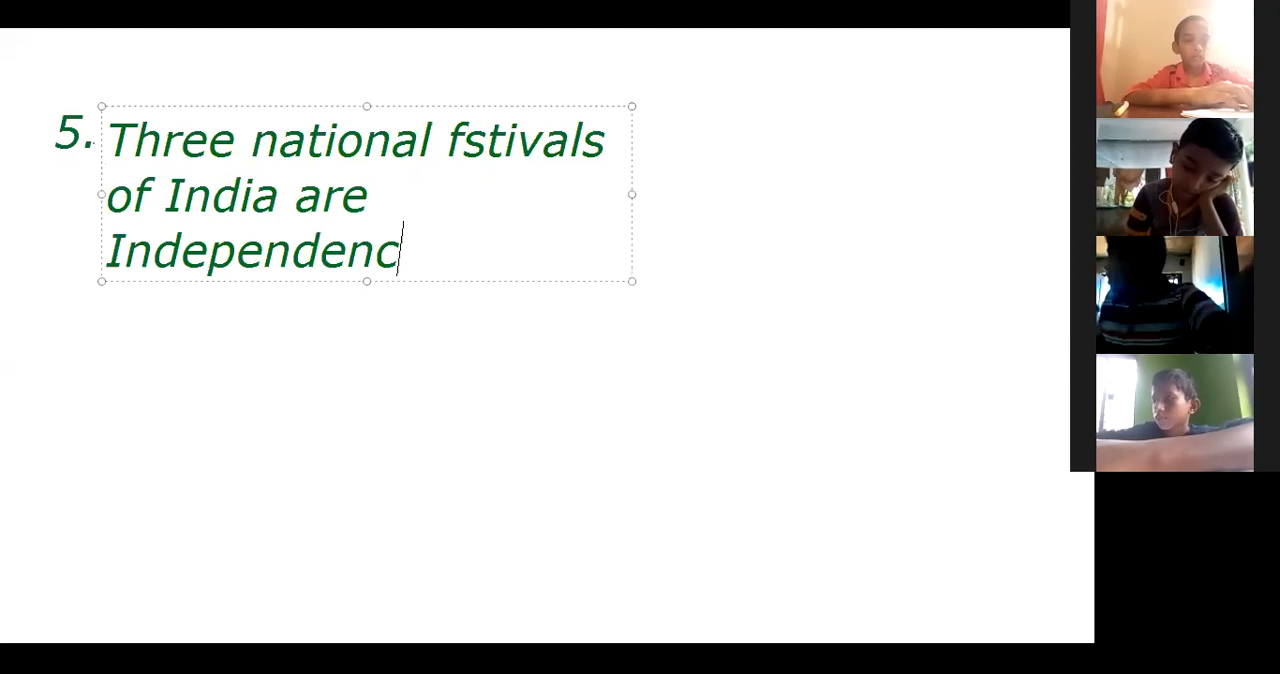 5. Three national fstivals
of India are
Independenc